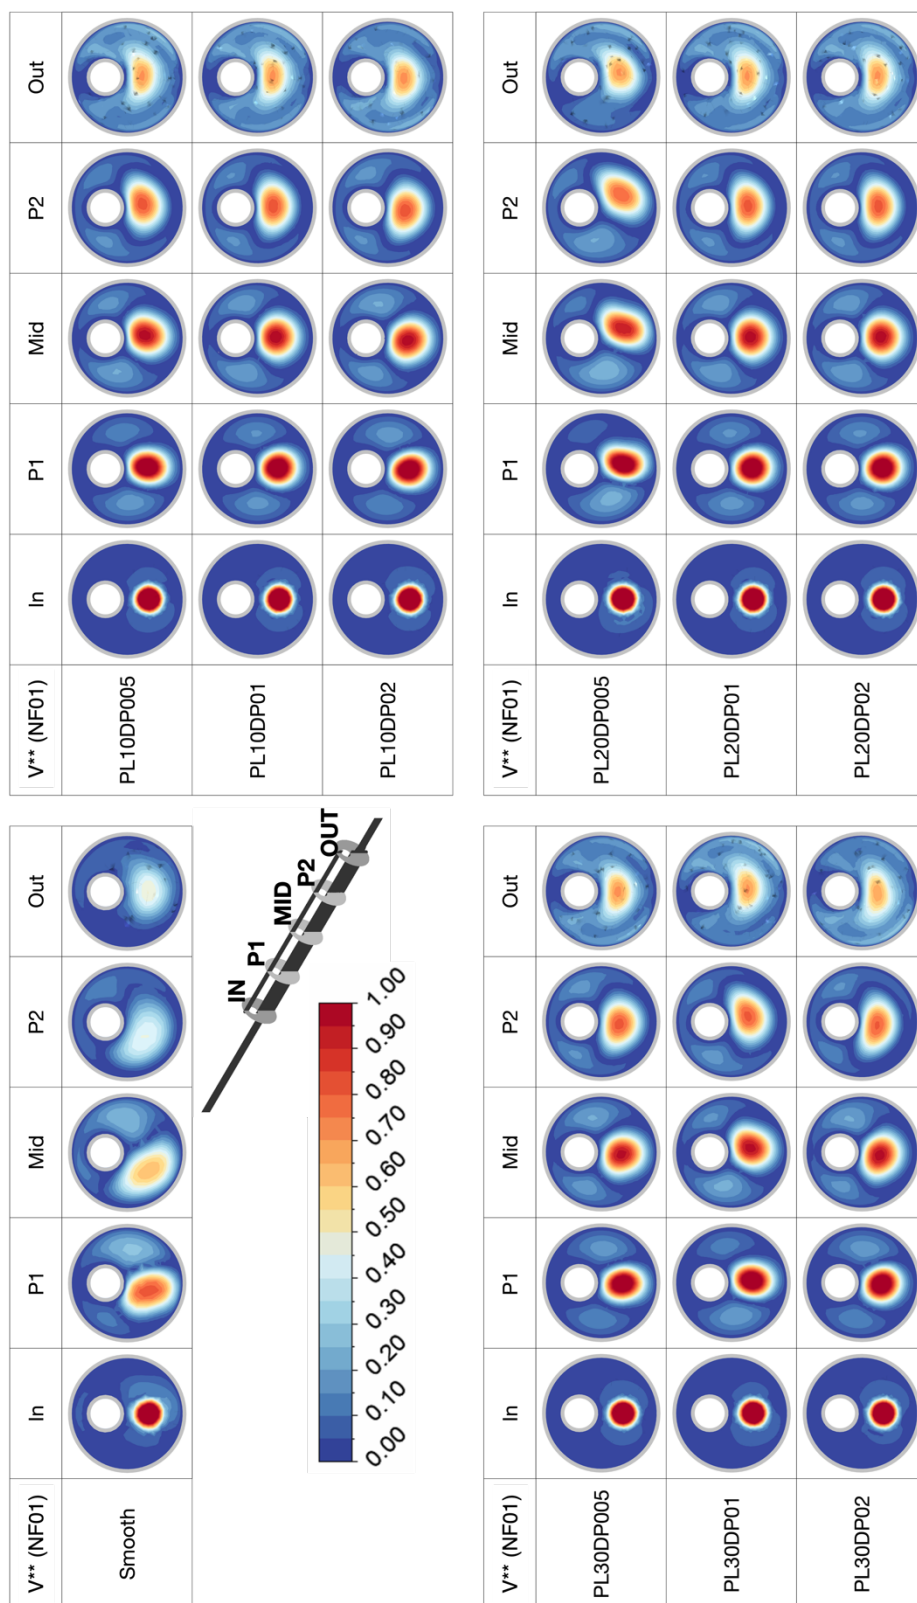 V** (NF01) In P1 Mid P2 Out
Smooth
IN
P1
MID
P2
OUT
0.00 0.10 0.20 0.30 0.40 0.50 0.60 0.70 0.80 0.90 1.00
V** (NF01) In P1 Mid P2 Out
PL10DP005
PL10DP01
PL10DP02
V** (NF01) In P1 Mid P2 Out
PL30DP005
PL30DP01
PL30DP02
V** (NF01) In P1 Mid P2 Out
PL20DP005
PL20DP01
PL20DP02